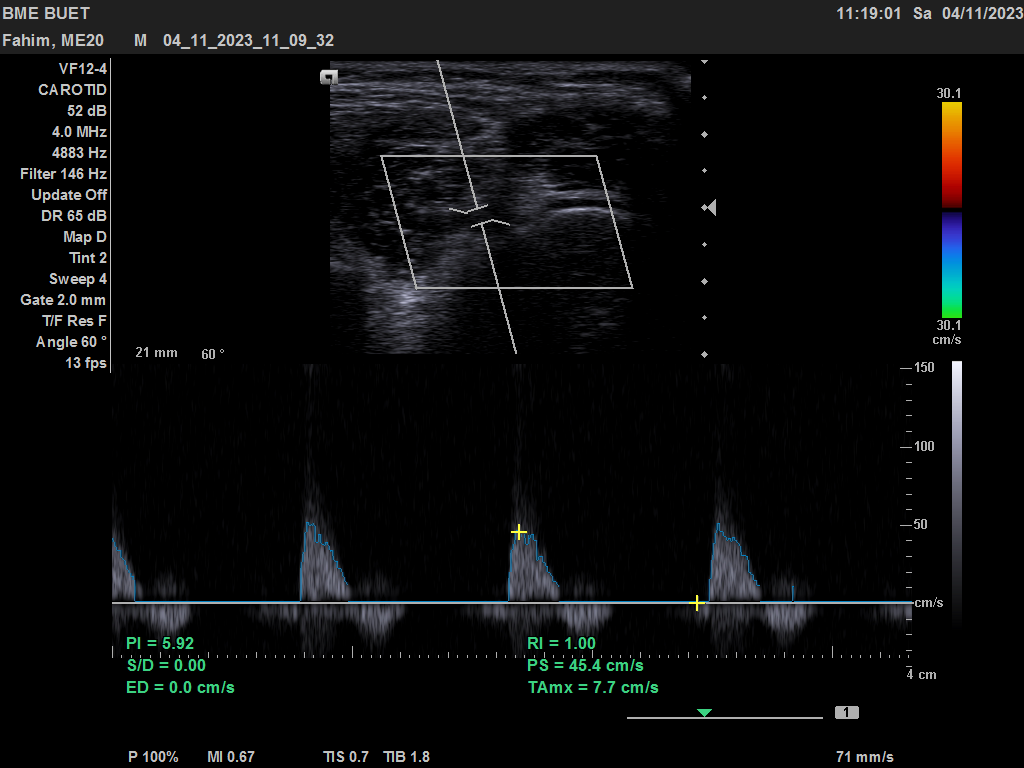 BME BUET 11:19:01 Sa 04/11/2023
Fahim, ME20 M 04_11_2023_11_09_32
VF12-4
CAROTID
52 dB
4.0 MHz
4883 Hz
Filter 146 Hz
Update Off
DR 65 dB
Map D
Tint 2
Sweep 4
Gate 2.0 mm
T/F Res F
Angle 60 °
13 fps
21 mm 60 °
30.1
30.1
cm/s
150
100
50
cm/s
4 cm
PI = 5.92
S/D = 0.00
ED = 0.0 cm/s
RI = 1.00
PS = 45.4 cm/s
TAmx = 7.7 cm/s
1
P 100% MI 0.67 TIS 0.7 TIB 1.8 71 mm/s